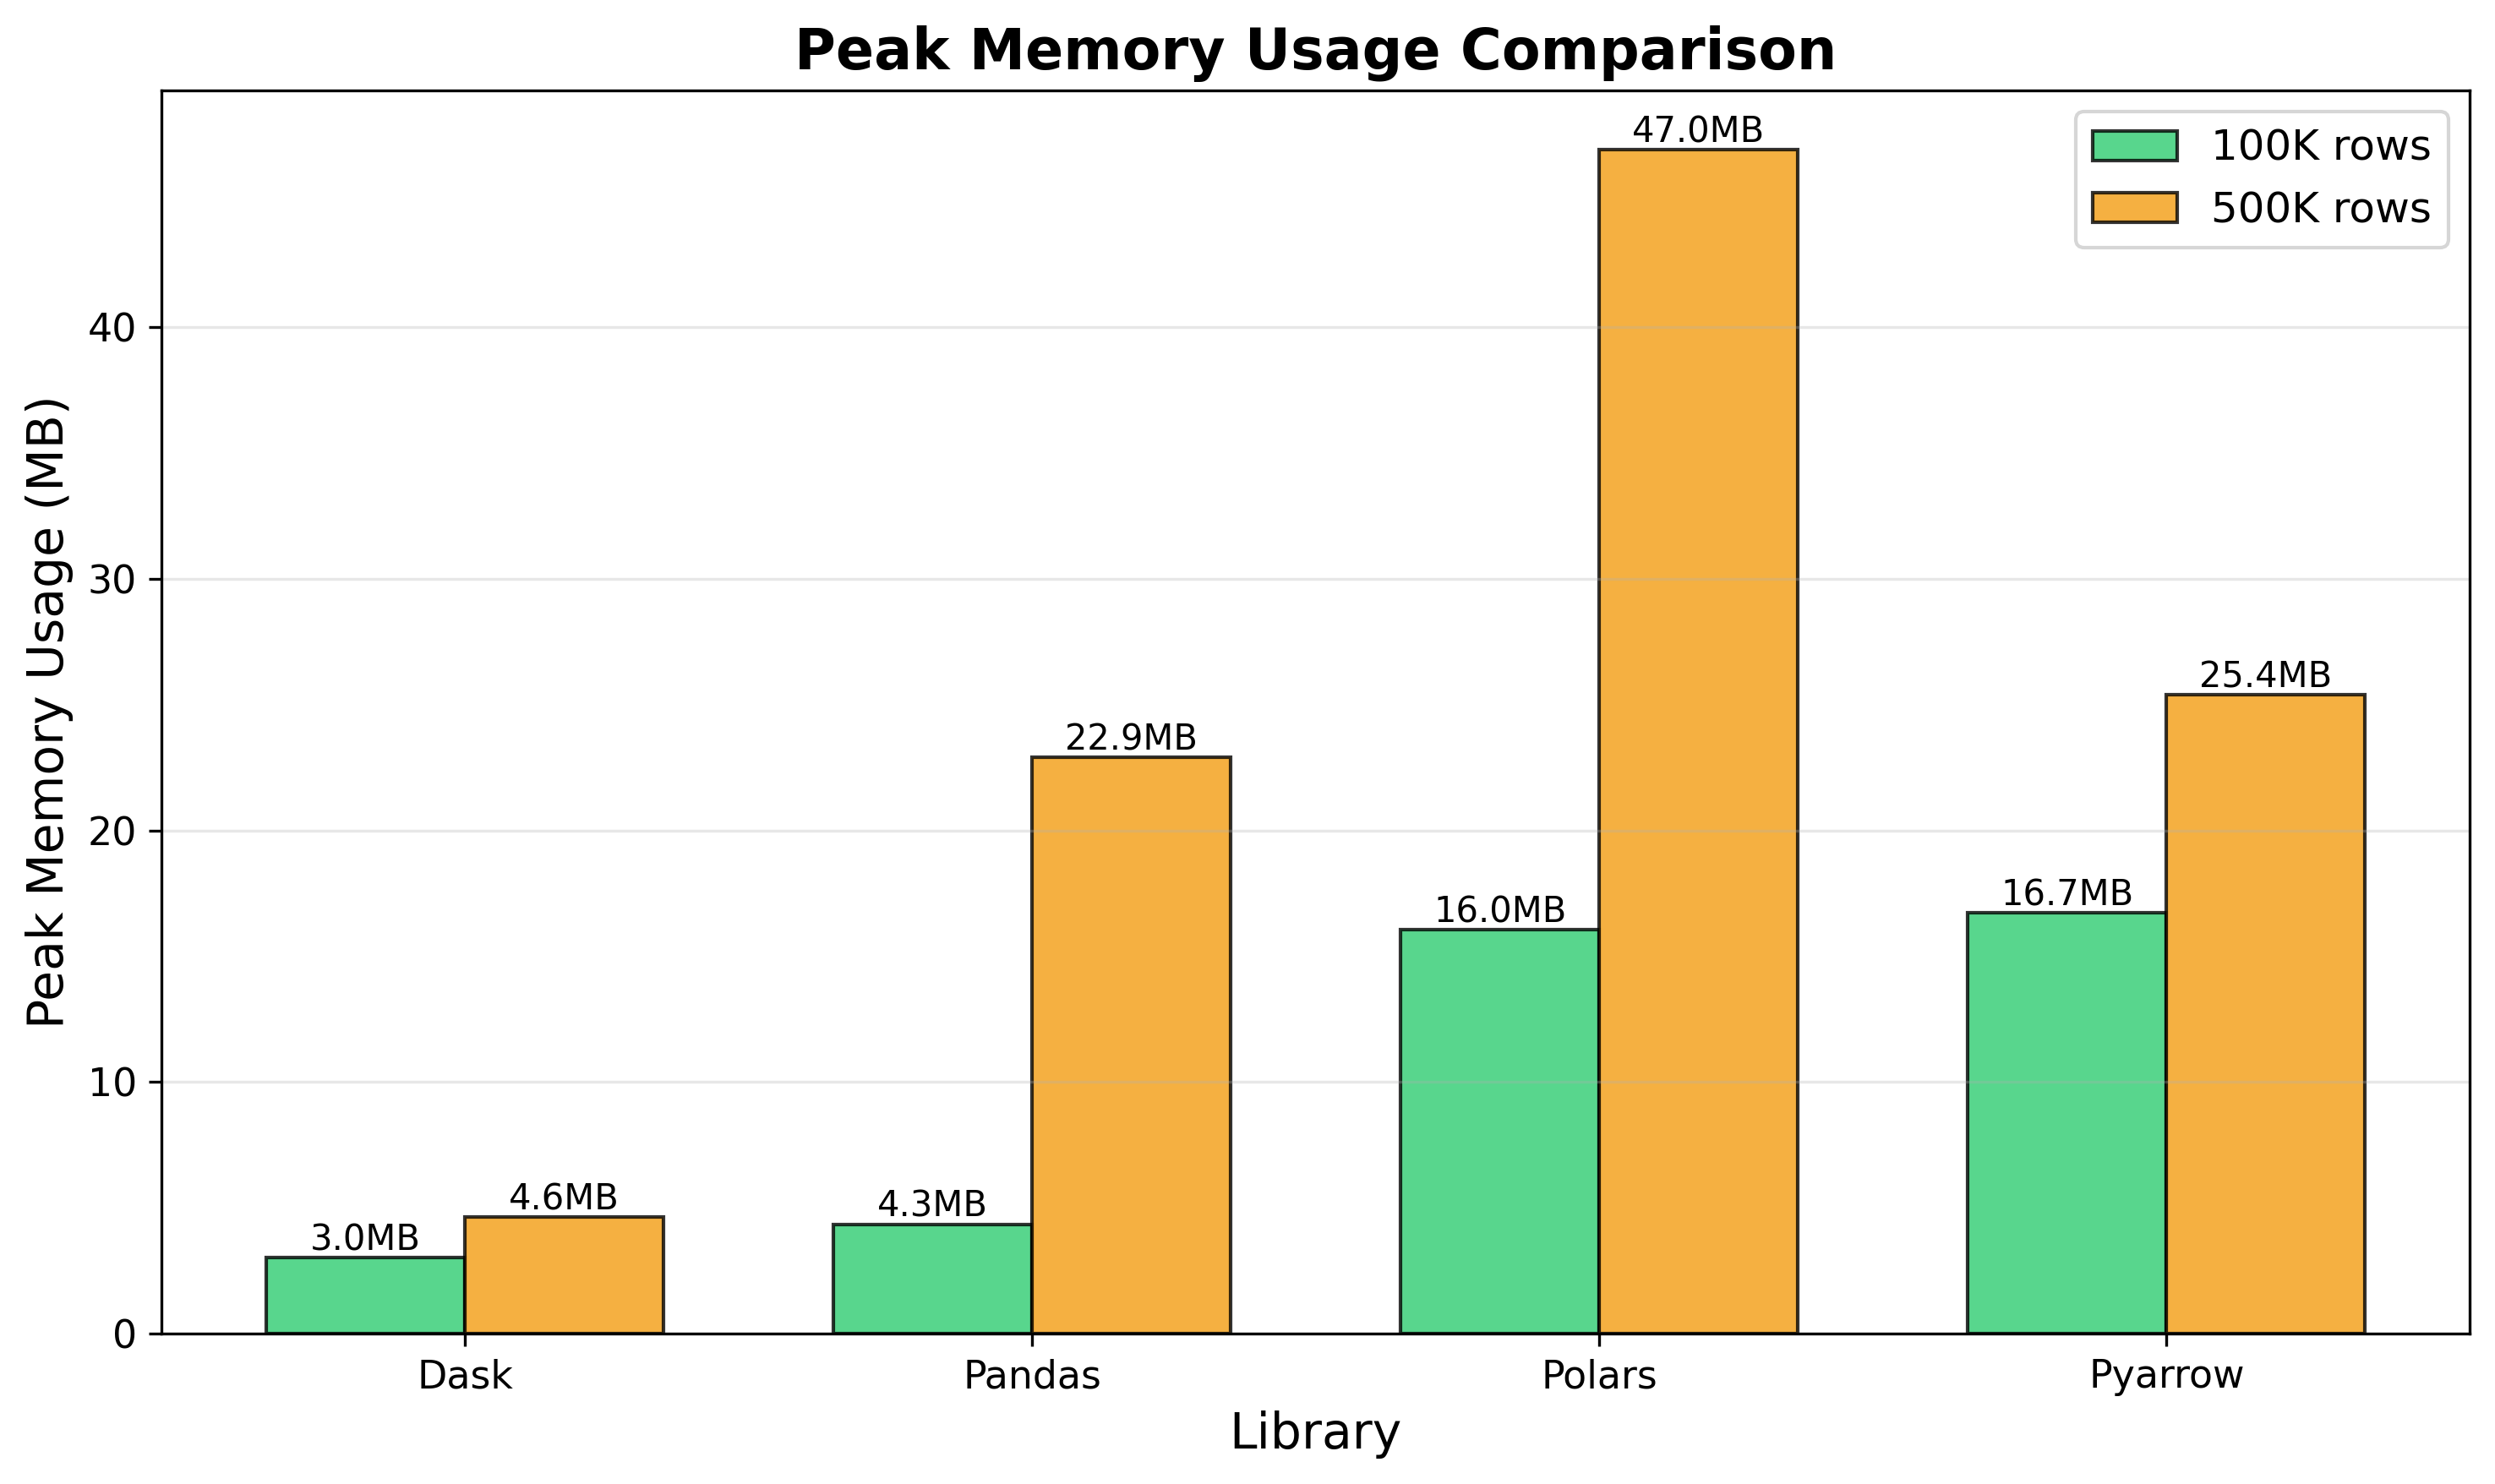 Peak Memory Usage Comparison
100K rows
500K rows
Peak Memory Usage (MB)
40
30
20
10
0
3.0MB
4.6MB
4.3MB
22.9MB
16.0MB
47.0MB
16.7MB
25.4MB
Dask
Pandas
Polars
Pyarrow
Library